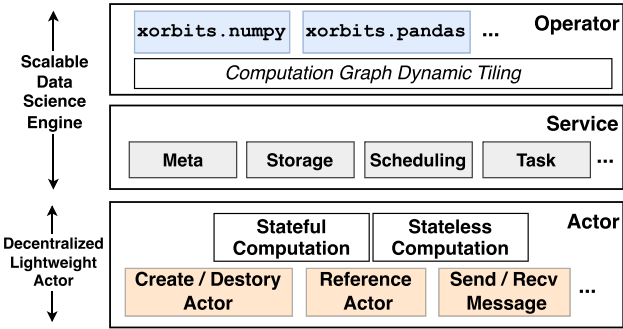 Scalable
Data
Science
Engine
xorbits.numpy xorbits.pandas ... Operator
Computation Graph Dynamic Tiling
Service
Meta Storage Scheduling Task ...
Decentralized
Lightweight
Actor
Actor
Stateful
Computation
Stateless
Computation
Create / Destory
Actor
Reference
Actor
Send / Recv
Message
...